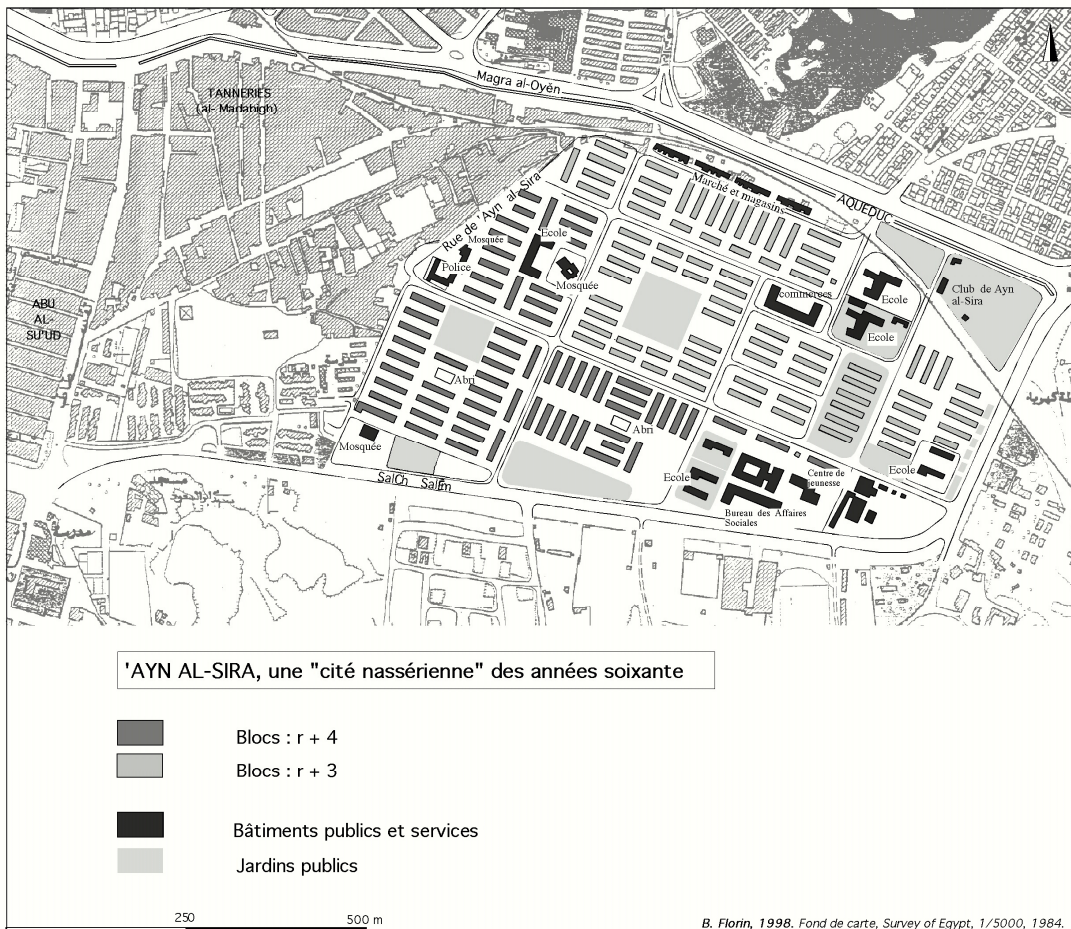 Magra al-Oyên
TANNERIES
(al- Madabigh)
AQUEDUC
Marché et magasins
Rue de 'Ayn al-Sira
Mosquée
Ecole
Police
Mosquée
Club de Ayn
al-Sira
commerces
Ecole
Ecole
ABU
AL-
SU'UD
Abri
Abri
Mosquée
SalCh SalEm
Ecole
Centre de
jeunesse
Ecole
Bureau des Affaires
Sociales
'AYN AL-SIRA, une "cité nassérienne" des années soixante
Blocs : r + 4
Blocs : r + 3
Bâtiments publics et services
Jardins publics
250
500 m
B. Florin, 1998. Fond de carte, Survey of Egypt, 1/5000, 1984.